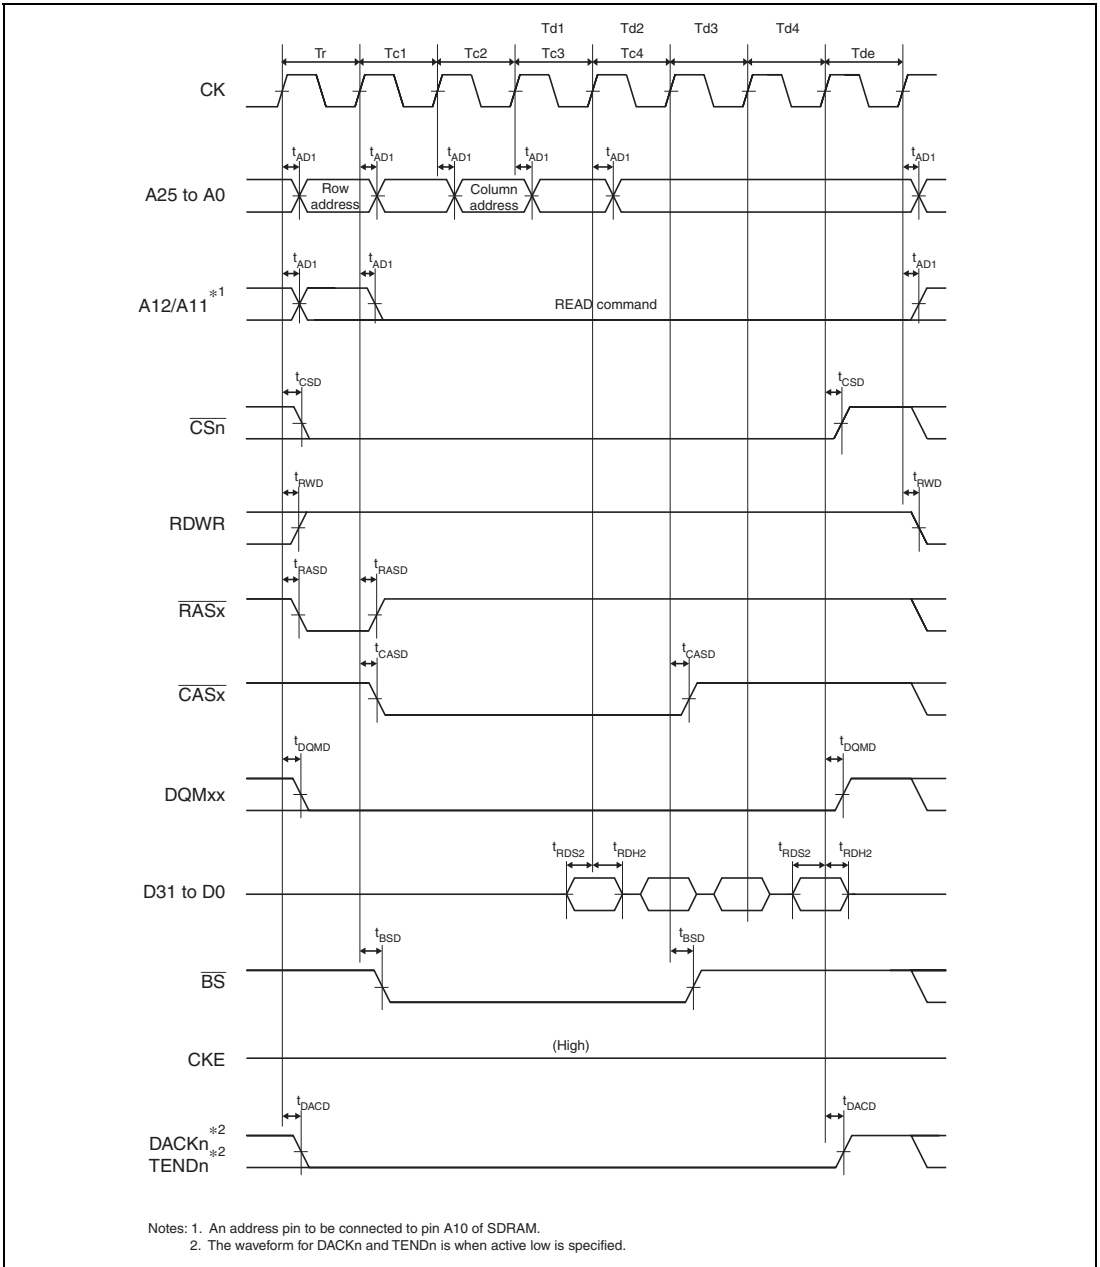 Td1 Td2 Td3 Td4
Tr Tc1 Tc2 Tc3 Tc4 Tde
CK
tAD1 tAD1 tAD1 tAD1 tAD1 tAD1
A25 to A0
Row address
Column address
tAD1 tAD1 tAD1
A12/A11*1
READ command
tCSD tCSD
CSn
tRWD tRWD
RDWR
tRASD tRASD
RASx
tCASD tCASD
CASx
tDQMD tDQMD
DQMxx
tRDS2 tRDH2 tRDS2 tRDH2
D31 to D0
tBSD tBSD
BS
(High)
CKE
tDACD tDACD
DACKn*2
TENDn*2
Notes: 1. An address pin to be connected to pin A10 of SDRAM.
2. The waveform for DACKn and TENDn is when active low is specified.